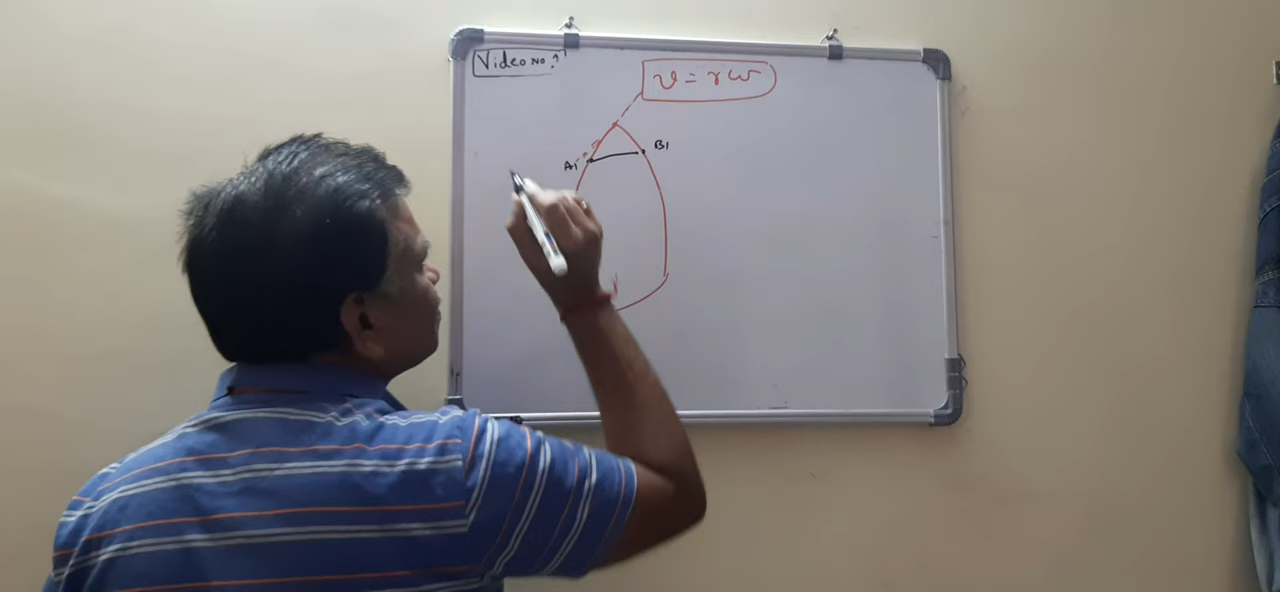 Video No. 
v = rω
A1
B1